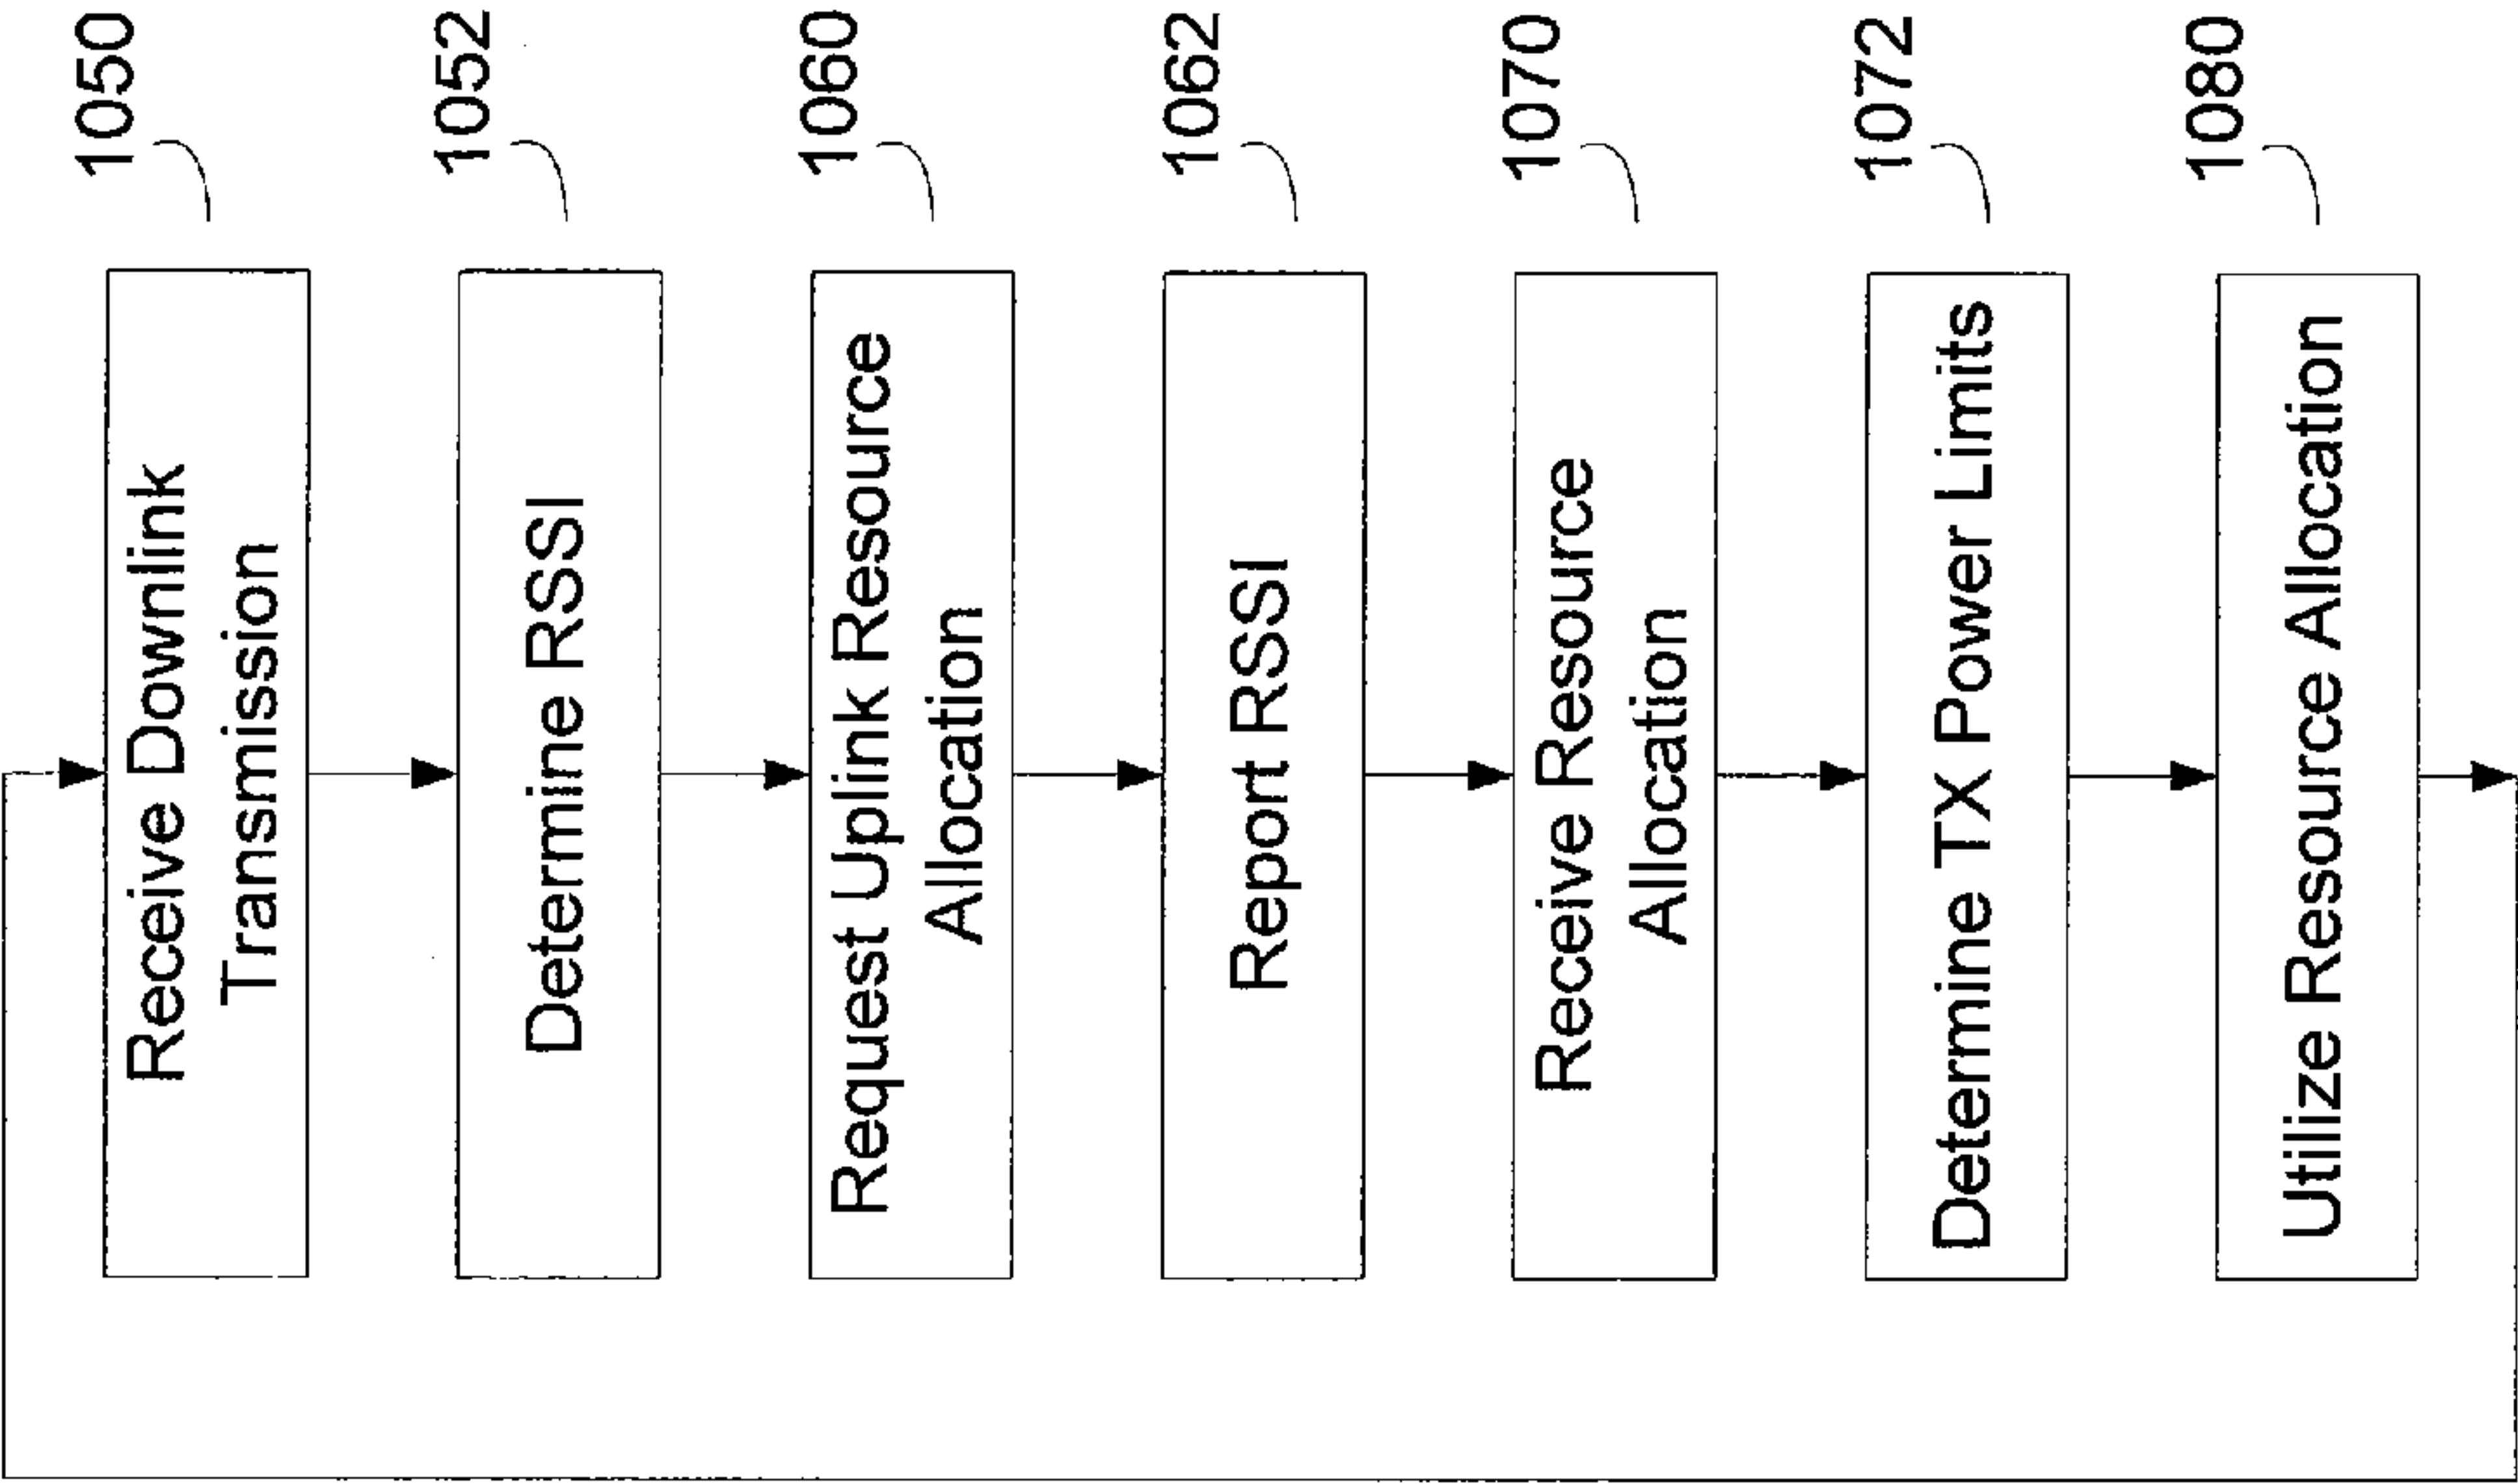 Receive Downlink
Transmission
1050
Determine RSSI
1052
Request Uplink Resource
Allocation
1060
Report RSSI
1062
Receive Resource
Allocation
1070
Determine TX Power Limits
1072
Utilize Resource Allocation
1080